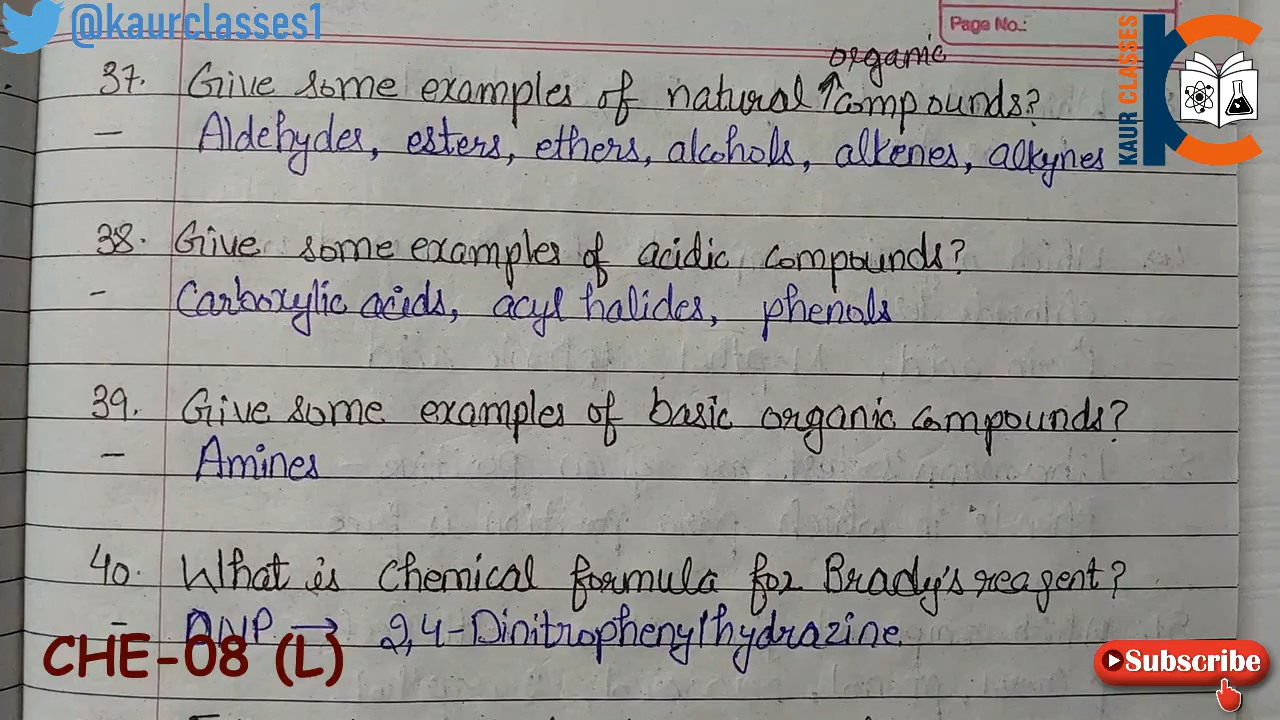 @kaurclasses1
Page No.:
KAUR CLASSES
organic
37. Give some examples of natural ↑compounds?
- Aldehydes, esters, ethers, alcohols, alkenes, alkynes
38. Give some examples of acidic compounds?
- Carboxylic acids, acyl halides, phenols
39. Give some examples of basic organic compounds?
- Amines
40. What is chemical formula for Brady's reagent?
- DNP → 2,4-Dinitrophenylhydrazine
CHE-08 (L)
Subscribe